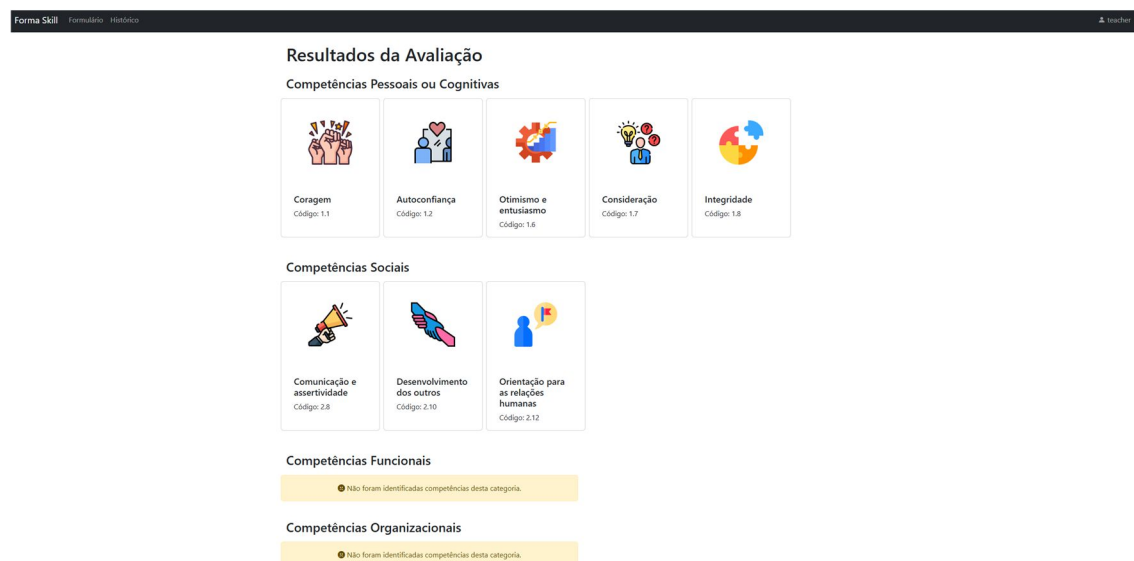 Forma Skill Formulário Histórico teacher
Resultados da Avaliação
Competências Pessoais ou Cognitivas
Coragem
Código: 1.1
Autoconfiança
Código: 1.2
Otimismo e
entusiasmo
Código: 1.6
Consideração
Código: 1.7
Integridade
Código: 1.8
Competências Sociais
Comunicação e
assertividade
Código: 2.8
Desenvolvimento
dos outros
Código: 2.10
Orientação para
as relações
humanas
Código: 2.12
Competências Funcionais
Não foram identificadas competências desta categoria.
Competências Organizacionais
Não foram identificadas competências desta categoria.